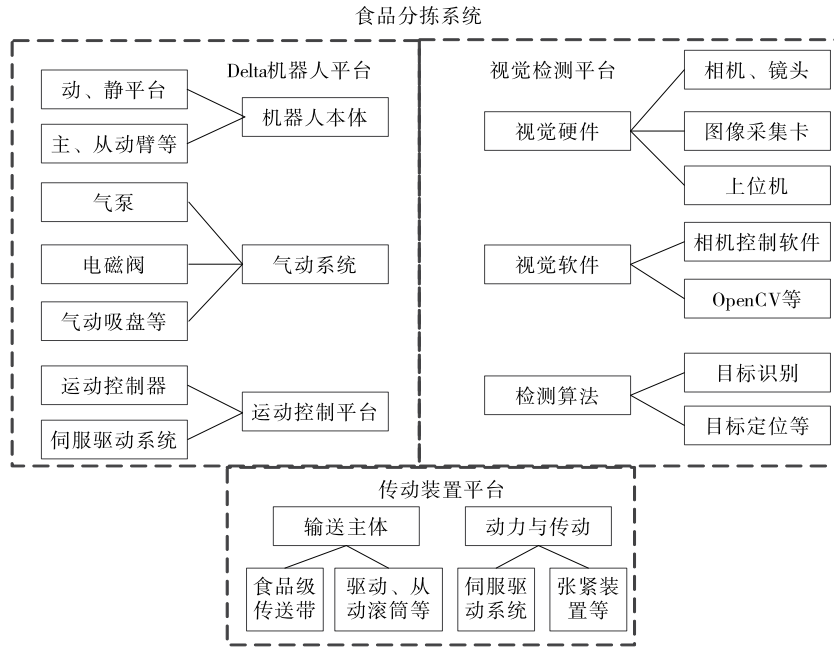 食品分拣系统
Delta机器人平台
动、静平台
主、从动臂等
机器人本体
气泵
电磁阀
气动吸盘等
气动系统
运动控制器
伺服驱动系统
运动控制平台
视觉检测平台
视觉硬件
相机、镜头
图像采集卡
上位机
视觉软件
相机控制软件
OpenCV等
检测算法
目标识别
目标定位等
传动装置平台
输送主体
动力与传动
食品级
传送带
驱动、从
动滚筒等
伺服驱
动系统
张紧装
置等